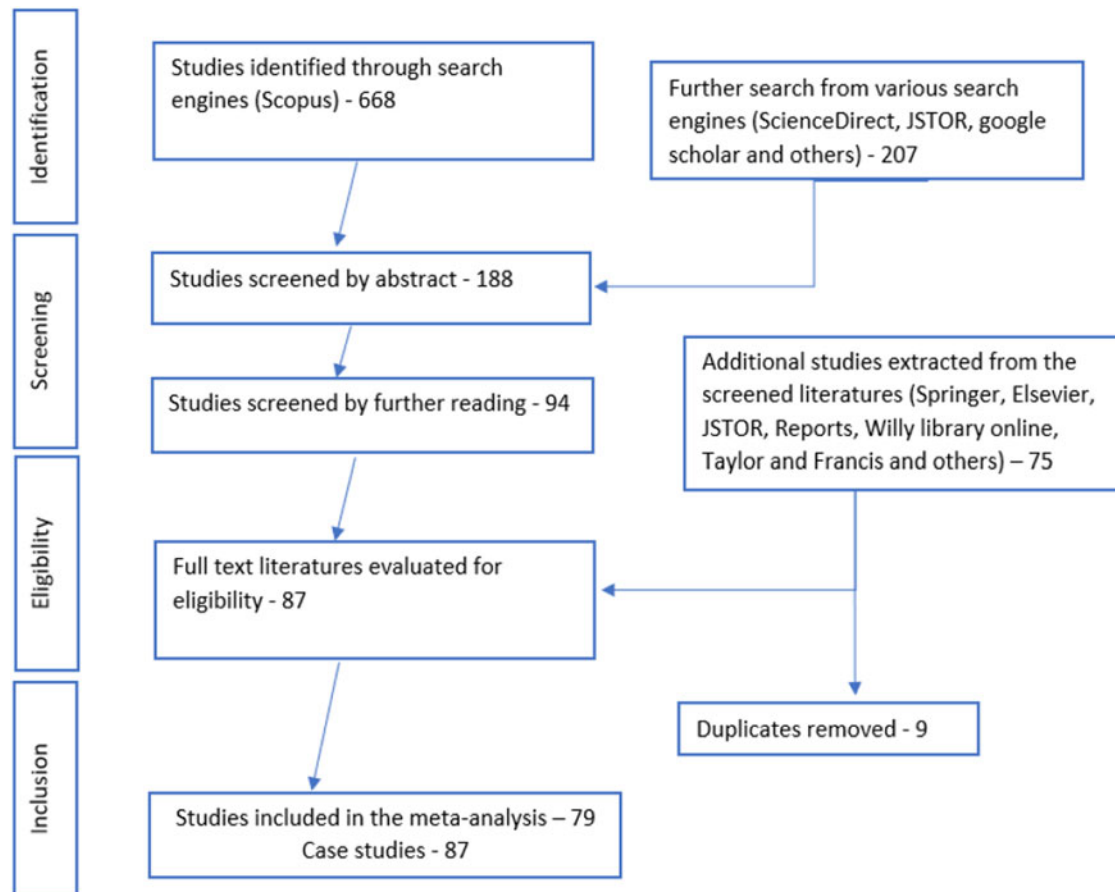 Identification
Studies identified through search
engines (Scopus) - 668
Further search from various search
engines (ScienceDirect, JSTOR, google
scholar and others) - 207
Screening
Studies screened by abstract - 188
Studies screened by further reading - 94
Additional studies extracted from the
screened literatures (Springer, Elsevier,
JSTOR, Reports, Willy library online,
Taylor and Francis and others) – 75
Eligibility
Full text literatures evaluated for
eligibility - 87
Duplicates removed - 9
Inclusion
Studies included in the meta-analysis – 79
Case studies - 87